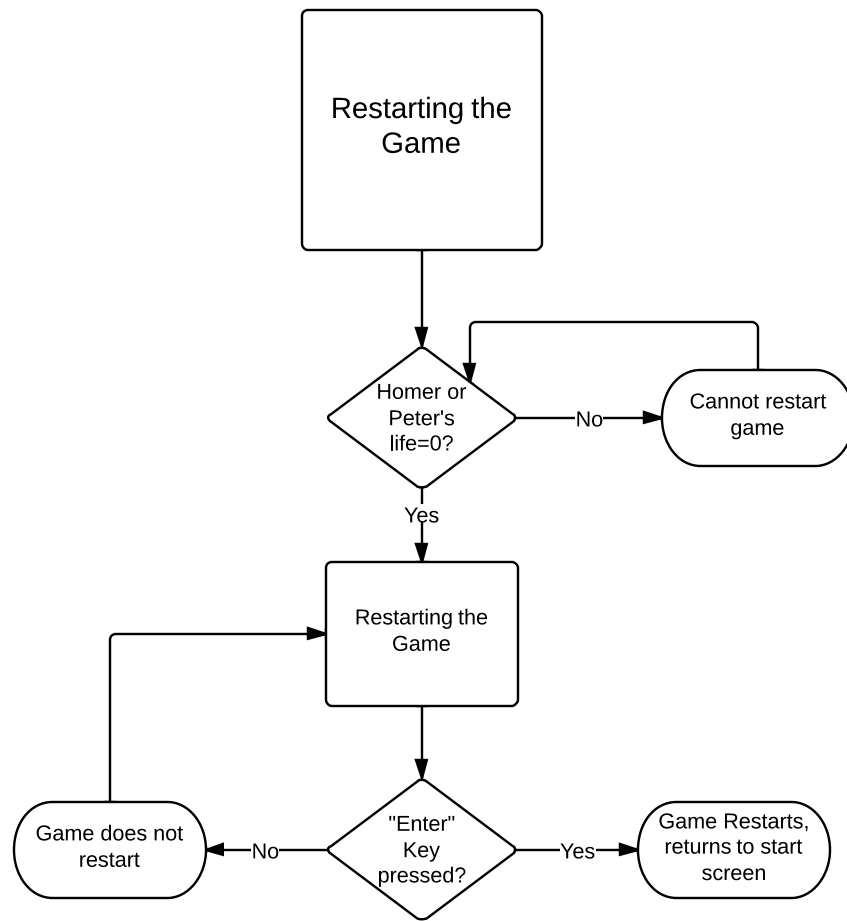 Restarting the
Game
Homer or
Peter's
life=0?
No
Cannot restart
game
Yes
Restarting the
Game
Game does not
restart
No
"Enter"
Key
pressed?
Yes
Game Restarts,
returns to start
screen